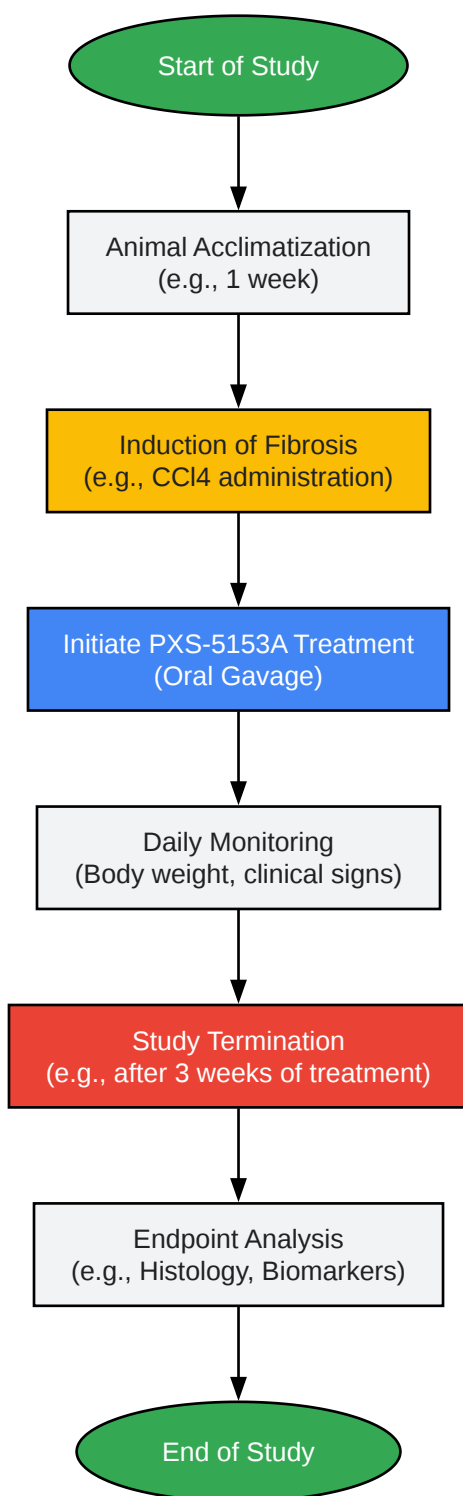 Start of Study
Animal Acclimatization
(e.g., 1 week)
Induction of Fibrosis
(e.g., CCl4 administration)
Initiate PXS-5153A Treatment
(Oral Gavage)
Daily Monitoring
(Body weight, clinical signs)
Study Termination
(e.g., after 3 weeks of treatment)
Endpoint Analysis
(e.g., Histology, Biomarkers)
End of Study